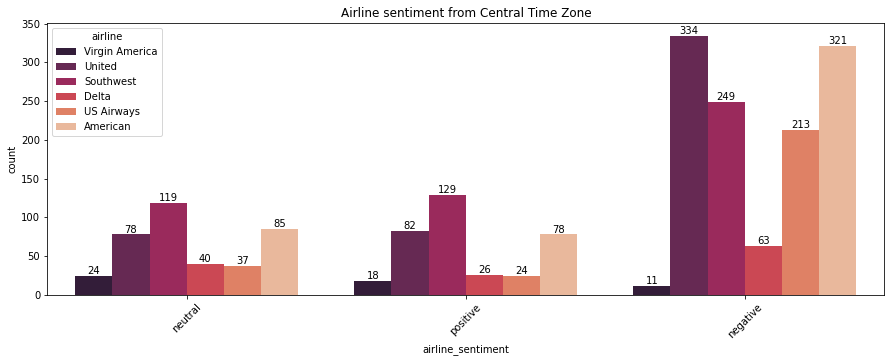 Airline sentiment from Central Time Zone
350
300
250
200
150
100
50
0
count
airline
Virgin America
United
Southwest
Delta
US Airways
American
24
78
119
40
37
85
18
82
129
26
24
78
11
334
249
63
213
321
neutral
positive
negative
airline_sentiment